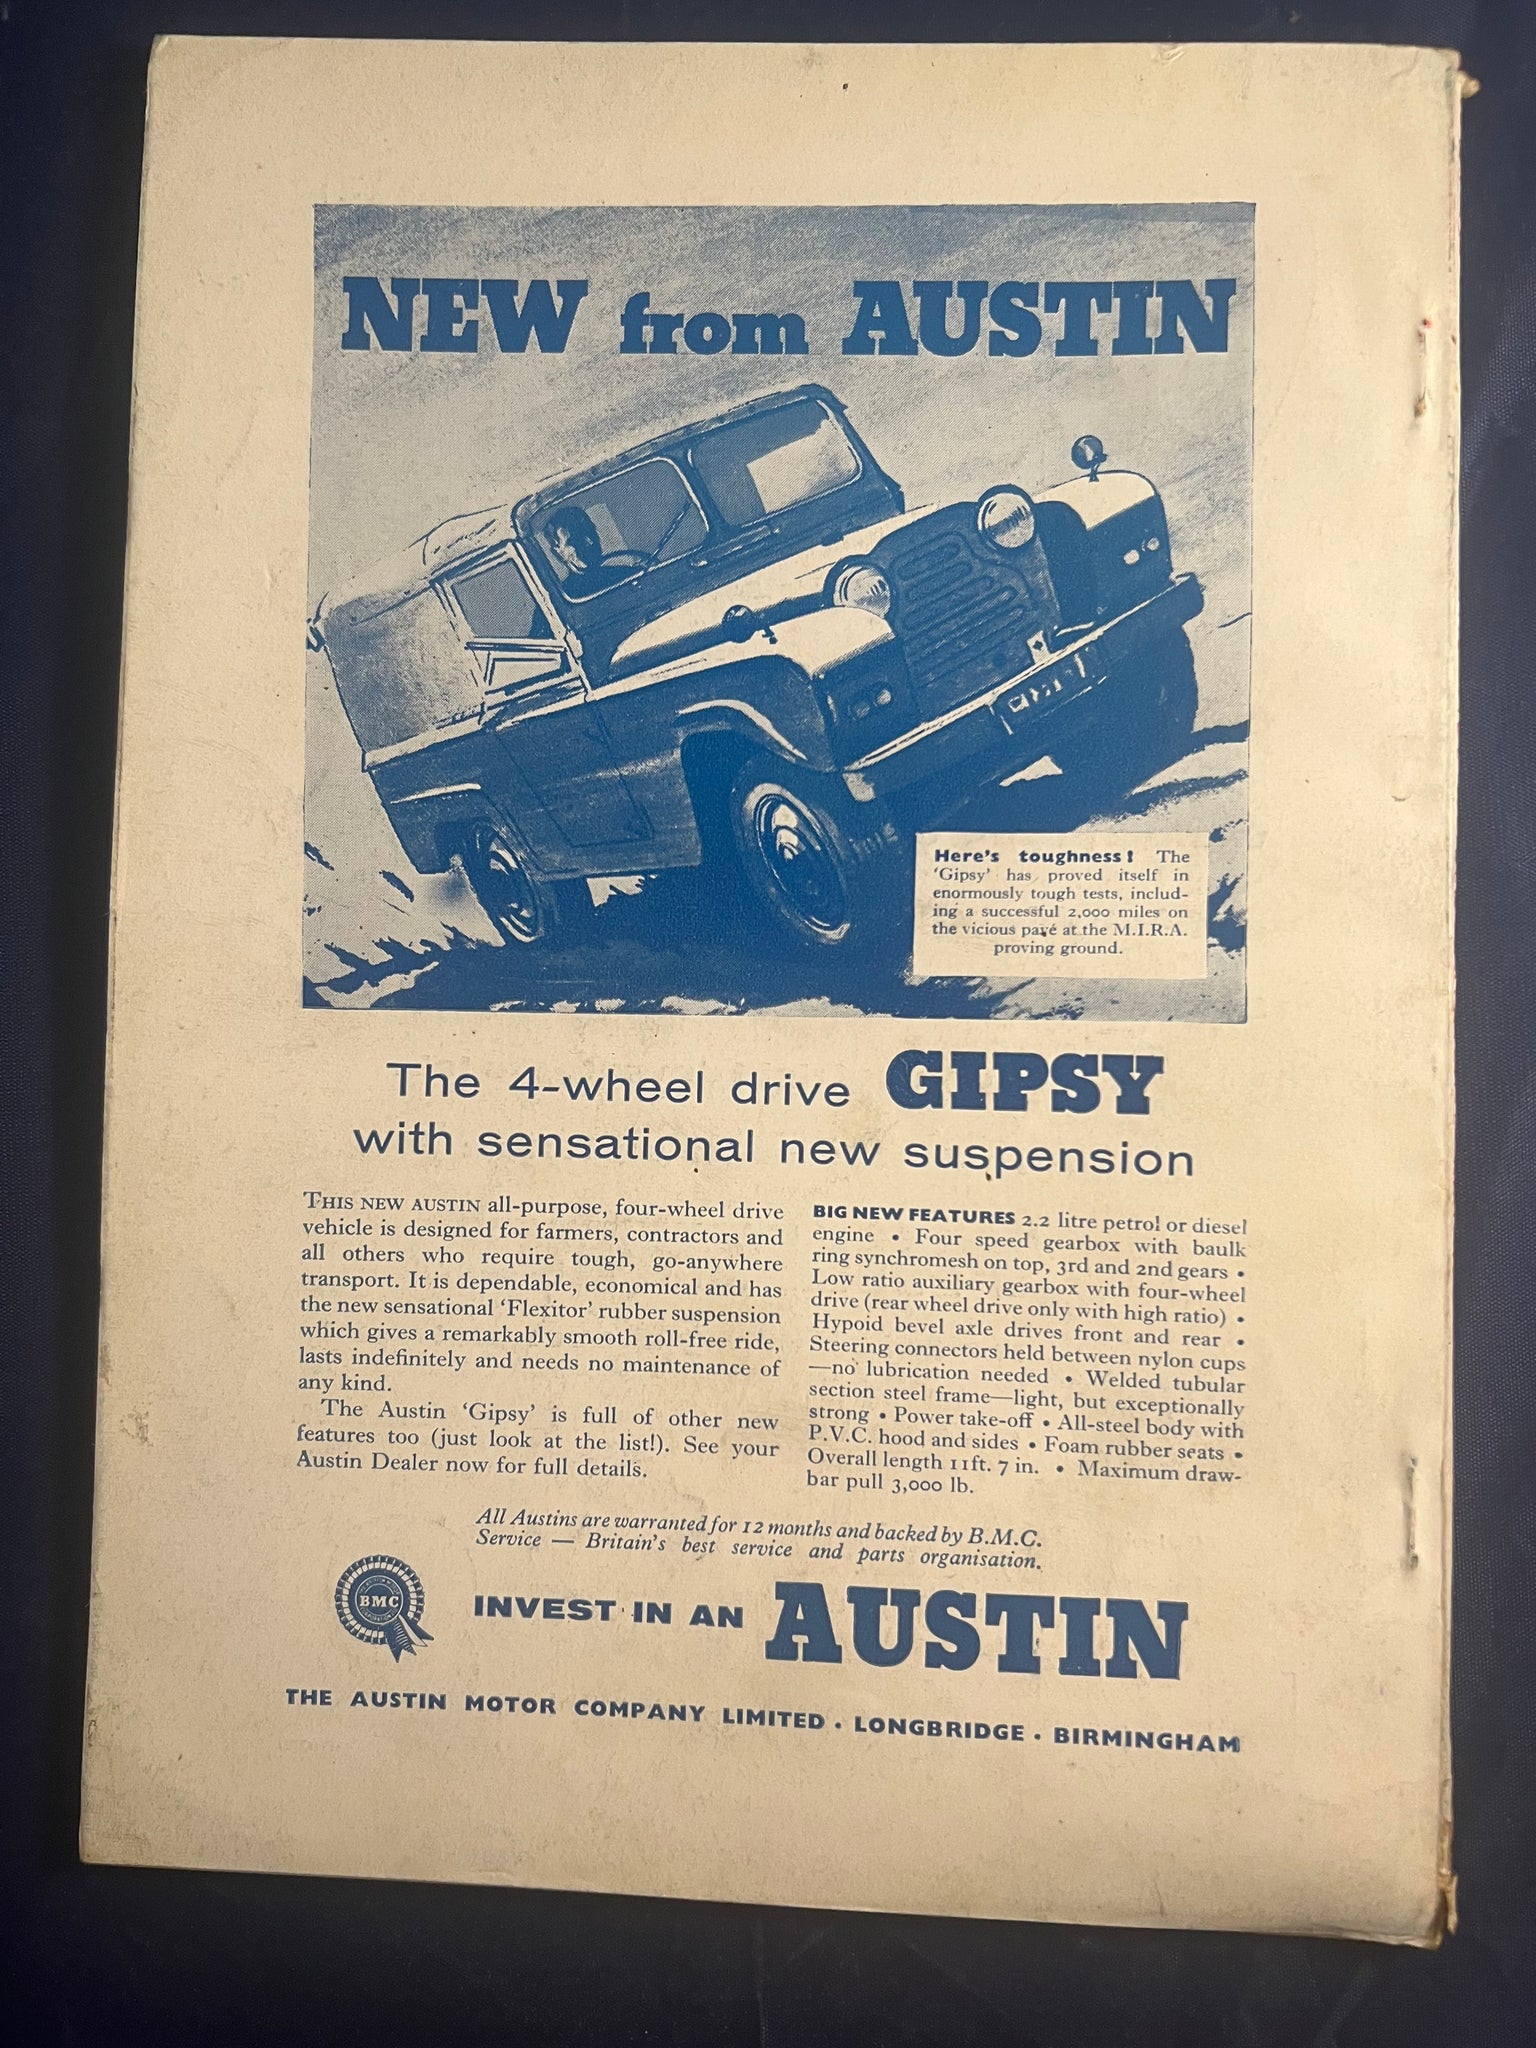 NEW from AUSTIN
Here's toughness! The
'Gipsy' has proved itself in
enormously tough tests, includ-
ing a successful 2,000 miles on
the vicious pavé at the M.I.R.A.
proving ground.
The 4-wheel drive GIPSY
with sensational new suspension
THIS NEW AUSTIN all-purpose, four-wheel drive
vehicle is designed for farmers, contractors and
all others who require tough, go-anywhere
transport. It is dependable, economical and has
the new sensational 'Flexitor' rubber suspension
which gives a remarkably smooth roll-free ride,
lasts indefinitely and needs no maintenance of
any kind.
The Austin 'Gipsy' is full of other new
features too (just look at the list!). See your
Austin Dealer now for full details.
BIG NEW FEATURES 2.2 litre petrol or diesel
engine • Four speed gearbox with baulk
ring synchromesh on top, 3rd and 2nd gears •
Low ratio auxiliary gearbox with four-wheel
drive (rear wheel drive only with high ratio) •
Hypoid bevel axle drives front and rear •
Steering connectors held between nylon cups
—no lubrication needed • Welded tubular
section steel frame—light, but exceptionally
strong • Power take-off • All-steel body with
P.V.C. hood and sides • Foam rubber seats •
Overall length 11ft. 7 in. • Maximum draw-
bar pull 3,000 lb.
All Austins are warranted for 12 months and backed by B.M.C.
Service — Britain's best service and parts organisation.
BMC
INVEST IN AN AUSTIN
THE AUSTIN MOTOR COMPANY LIMITED • LONGBRIDGE • BIRMINGHAM